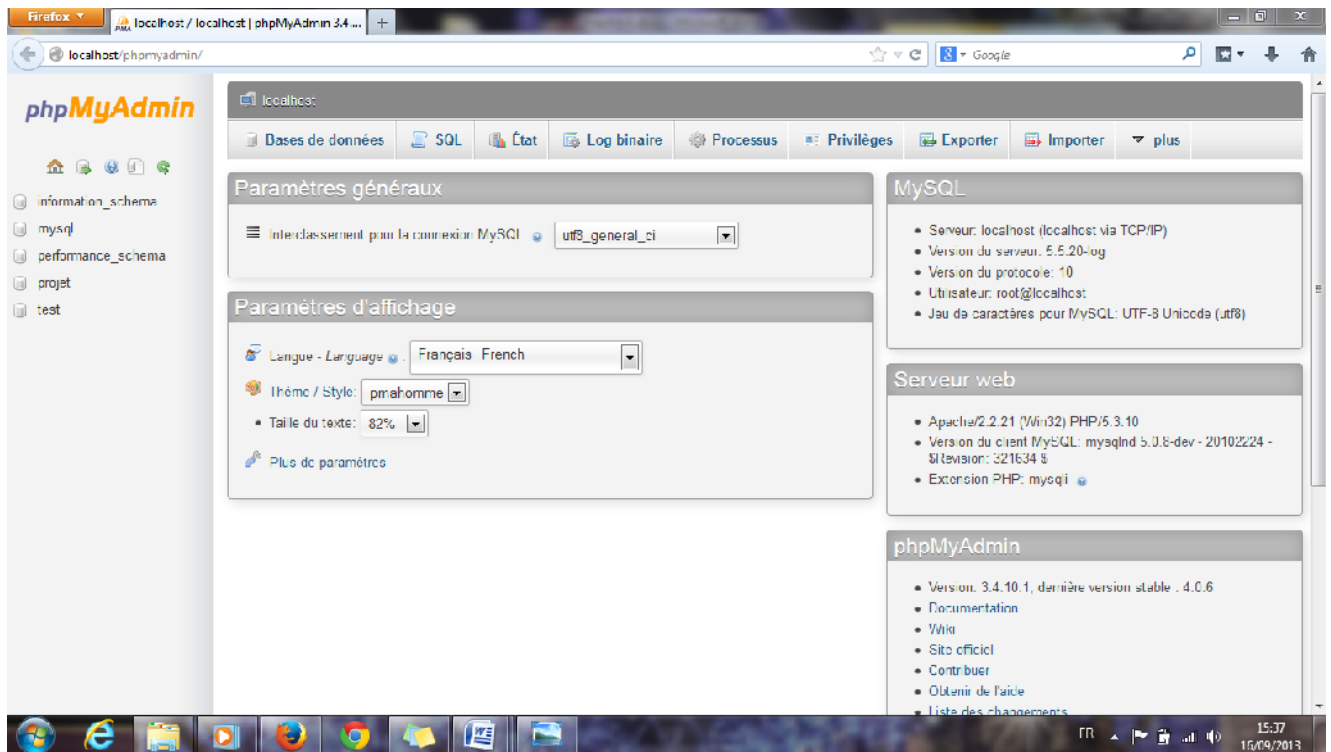 Firefox
localhost / localhost | phpMyAdmin 3.4....
localhost/phpmyadmin/
Google
phpMyAdmin
information_schema
mysql
performance_schema
projet
test
localhost
Bases de données
SQL
État
Log binaire
Processus
Privilèges
Exporter
Importer
plus
Paramètres généraux
Interclassement pour la connexion MySQL
utf8_general_ci
Paramètres d'affichage
Langue - Language
Français French
Thème / Style: pmahomme
Taille du texte: 82%
Plus de paramètres
MySQL
Serveur: localhost (localhost via TCP/IP)
Version du serveur: 5.5.20-log
Version du protocole: 10
Utilisateur: root@localhost
Jeu de caractères pour MySQL: UTF-8 Unicode (utf8)
Serveur web
Apache/2.2.21 (Win32) PHP/5.3.10
Version du client MySQL: mysqlnd 5.0.8-dev - 20102224 -
$Revision: 321634 $
Extension PHP: mysqli
phpMyAdmin
Version: 3.4.10.1, dernière version stable : 4.0.6
Documentation
Wiki
Site officiel
Contribuer
Obtenir de l'aide
Liste des changements
FR
15:37
16/09/2013